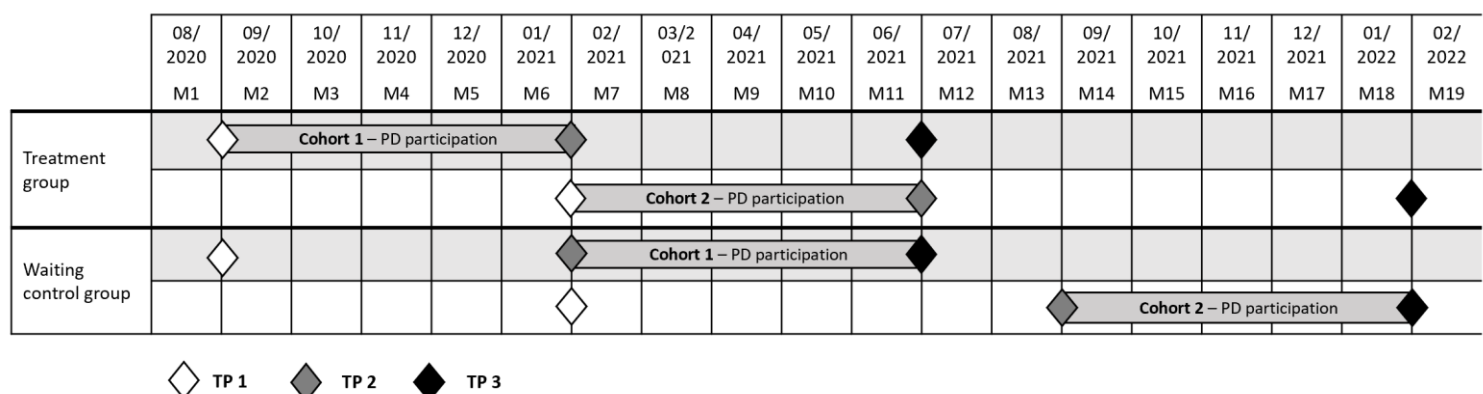 08/ 09/ 10/ 11/ 12/ 01/ 02/ 03/2 04/ 05/ 06/ 07/ 08/ 09/ 10/ 11/ 12/ 01/ 02/
2020 2020 2020 2020 2020 2021 2021 021 2021 2021 2021 2021 2021 2021 2021 2021 2021 2022 2022
M1 M2 M3 M4 M5 M6 M7 M8 M9 M10 M11 M12 M13 M14 M15 M16 M17 M18 M19
Treatment
group
Cohort 1 – PD participation
Cohort 2 – PD participation
Waiting
control group
Cohort 1 – PD participation
Cohort 2 – PD participation
TP 1 TP 2 TP 3